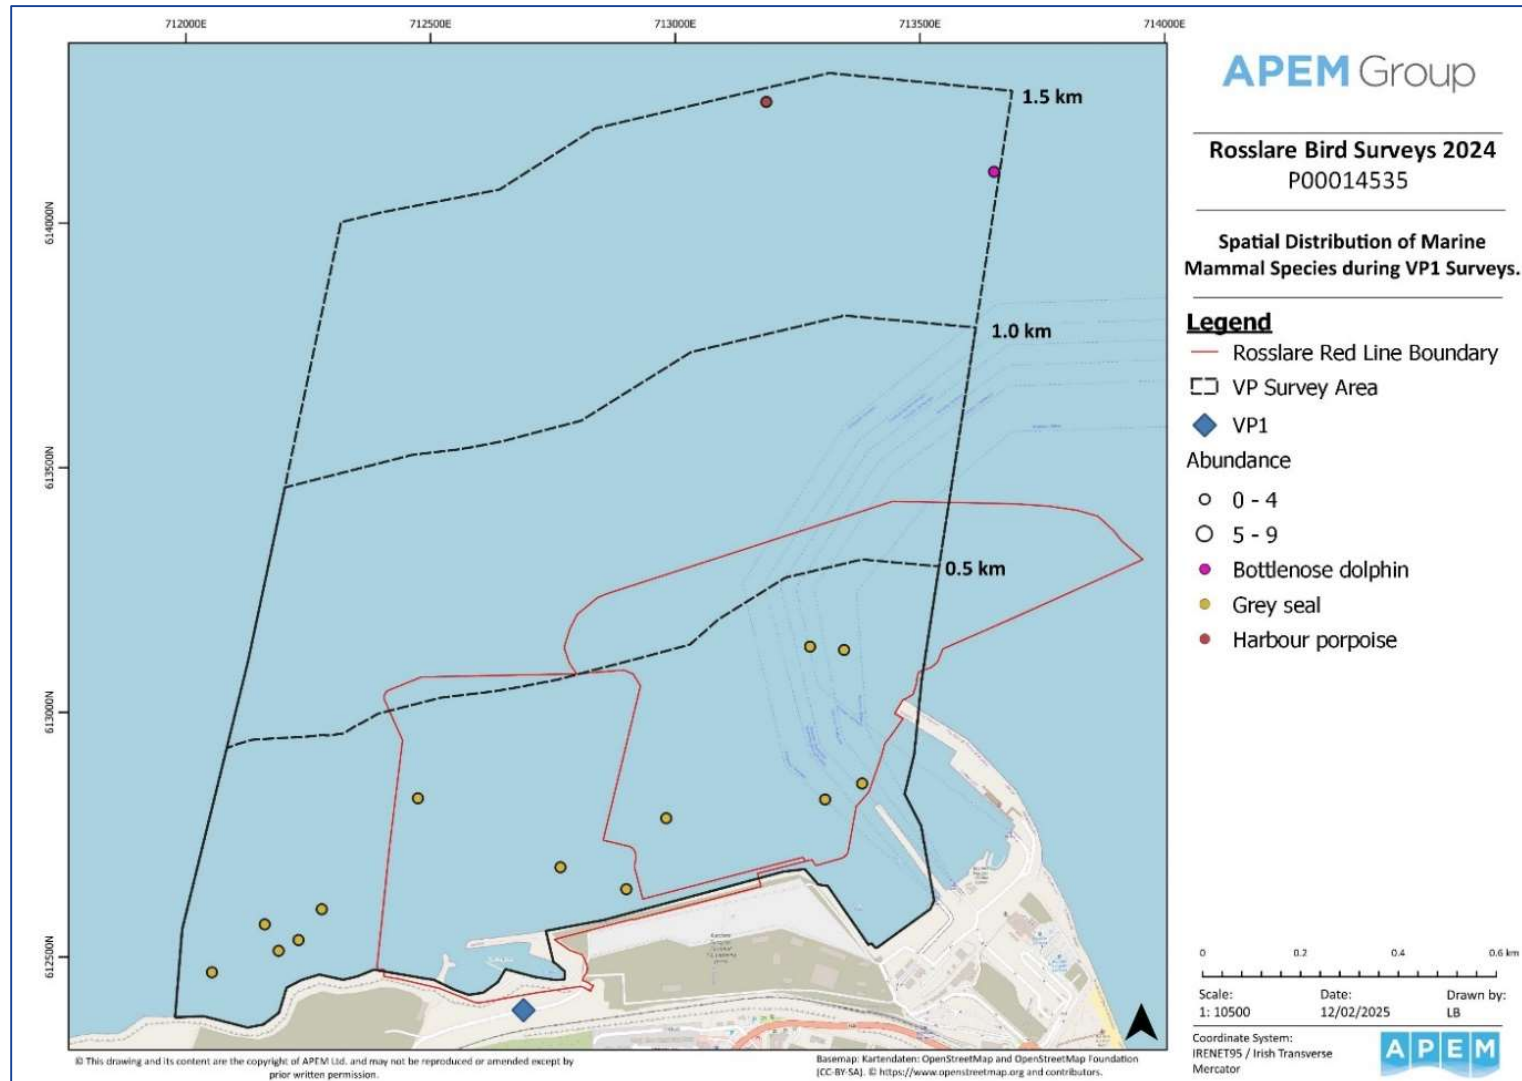 712000E
712500E
713000E
713500E
714000E
614000N
613500N
613000N
612500N
1.5 km
1.0 km
0.5 km
APEM Group
Rosslare Bird Surveys 2024
P00014535
Spatial Distribution of Marine
Mammal Species during VP1 Surveys.
Legend
Rosslare Red Line Boundary
VP Survey Area
VP1
Abundance
0 - 4
5 - 9
Bottlenose dolphin
Grey seal
Harbour porpoise
0 0.2 0.4 0.6 km
Scale: Date: Drawn by:
1: 10500 12/02/2025 LB
Coordinate System:
IRENET95 / Irish Transverse
Mercator
APEM
© This drawing and its content are the copyright of APEM Ltd. and may not be reproduced or amended except by
prior written permission.
Basemap: Kartendaten: OpenStreetMap and OpenStreetMap Foundation
(CC-BY-SA). © https://www.openstreetmap.org and contributors.